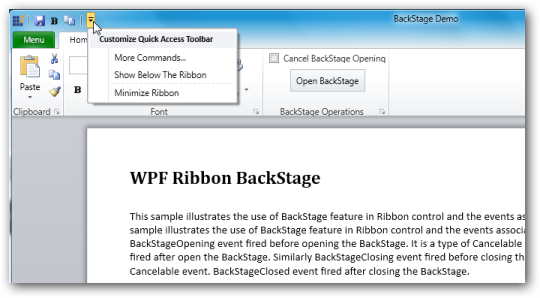 B
BackStage Demo
Menu
Hom
Customize Quick Access Toolbar
More Commands...
Show Below The Ribbon
Minimize Ribbon
Cancel BackStage Opening
Open BackStage
Paste
B
Clipboard
Font
BackStage Operations
WPF Ribbon BackStage
This sample illustrates the use of BackStage feature in Ribbon control and the events as
sample illustrates the use of BackStage feature in Ribbon control and the events associa
BackStageOpening event fired before opening the BackStage. It is a type of Cancelable
fired after open the BackStage. Similarly BackStageClosing event fired before closing th
Cancelable event. BackStageClosed event fired after closing the BackStage.